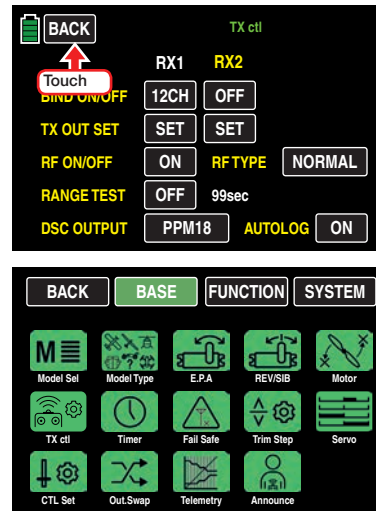 BACK TX ctl
RX1 RX2
Touch
BIND ON/OFF 12CH OFF
TX OUT SET SET SET
RF ON/OFF ON RF TYPE NORMAL
RANGE TEST OFF 99sec
DSC OUTPUT PPM18 AUTOLOG ON
BACK BASE FUNCTION SYSTEM
M
Model Sel Model Type E.P.A REV/SIB Motor
TX ctl Timer Fail Safe Trim Step Servo
CTL Set Out.Swap Telemetry Announce